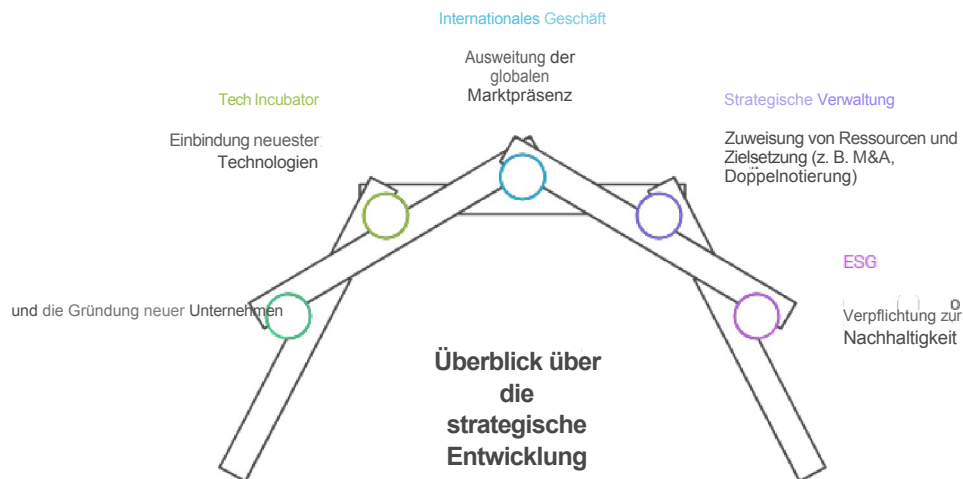 Internationales Geschäft
Ausweitung der
globalen
Marktpräsenz
Tech Incubator
Einbindung neuester
Technologien
Strategische Verwaltung
Zuweisung von Ressourcen und
Zielsetzung (z. B. M&A,
Doppelnotierung)
und die Gründung neuer Unternehmen
ESG
Verpflichtung zur
Nachhaltigkeit
Überblick über
die
strategische
Entwicklung